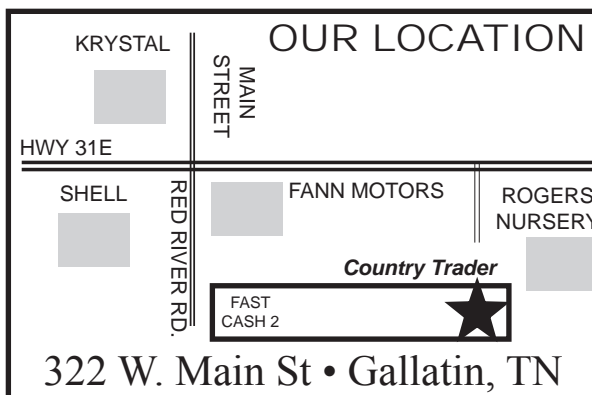 OUR LOCATION
KRYSTAL
MAIN
STREET
HWY 31E
SHELL
RED RIVER RD.
FANN MOTORS
ROGERS
NURSERY
Country Trader
FAST
CASH 2
322 W. Main St • Gallatin, TN